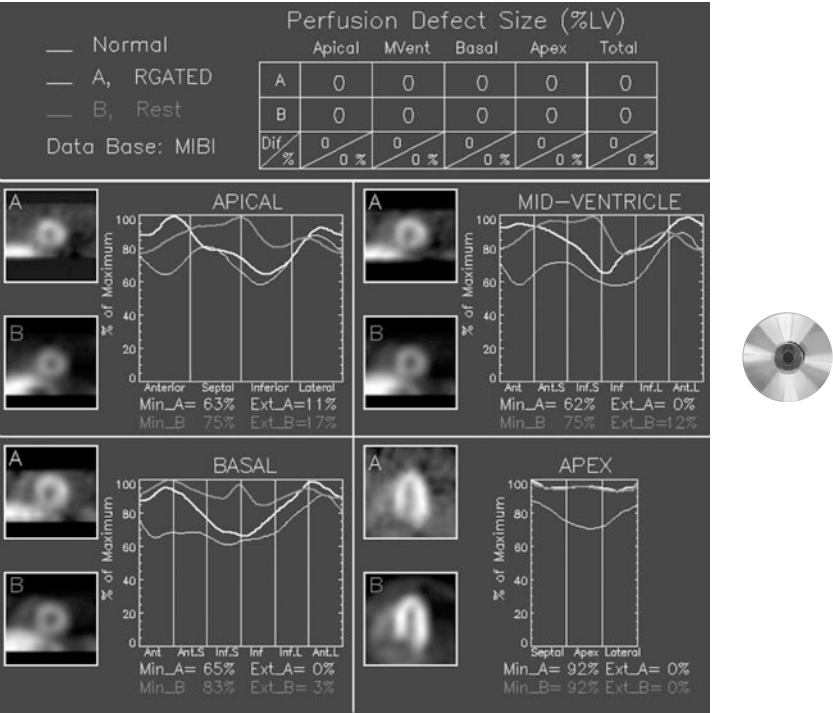 Perfusion Defect Size (%LV)
Normal
A, RGATED
B, Rest
Data Base: MIBI
Apical MVent Basal Apex Total
A 0 0 0 0 0
B 0 0 0 0 0
Dif % 0 0 % 0 0 % 0 0 % 0 0 % 0 0 %
A
B
APICAL
% of Maximum
100
80
60
40
20
0
Anterior Septal Inferior Lateral
Min_A= 63% Ext_A=11%
Min_B 75% Ext_B=17%
A
B
MID-VENTRICLE
% of Maximum
100
80
60
40
20
0
Ant Ant.S Inf.S Inf Inf.L Ant.L
Min_A= 62% Ext_A= 0%
Min_B 75% Ext_B=12%
A
B
BASAL
% of Maximum
100
80
60
40
20
0
Ant Ant.S Inf.S Inf Inf.L Ant.L
Min_A= 65% Ext_A= 0%
Min_B 83% Ext_B= 3%
A
B
APEX
% of Maximum
100
80
60
40
20
0
Septal Apex Lateral
Min_A= 92% Ext_A= 0%
Min_B= 92% Ext_B= 0%